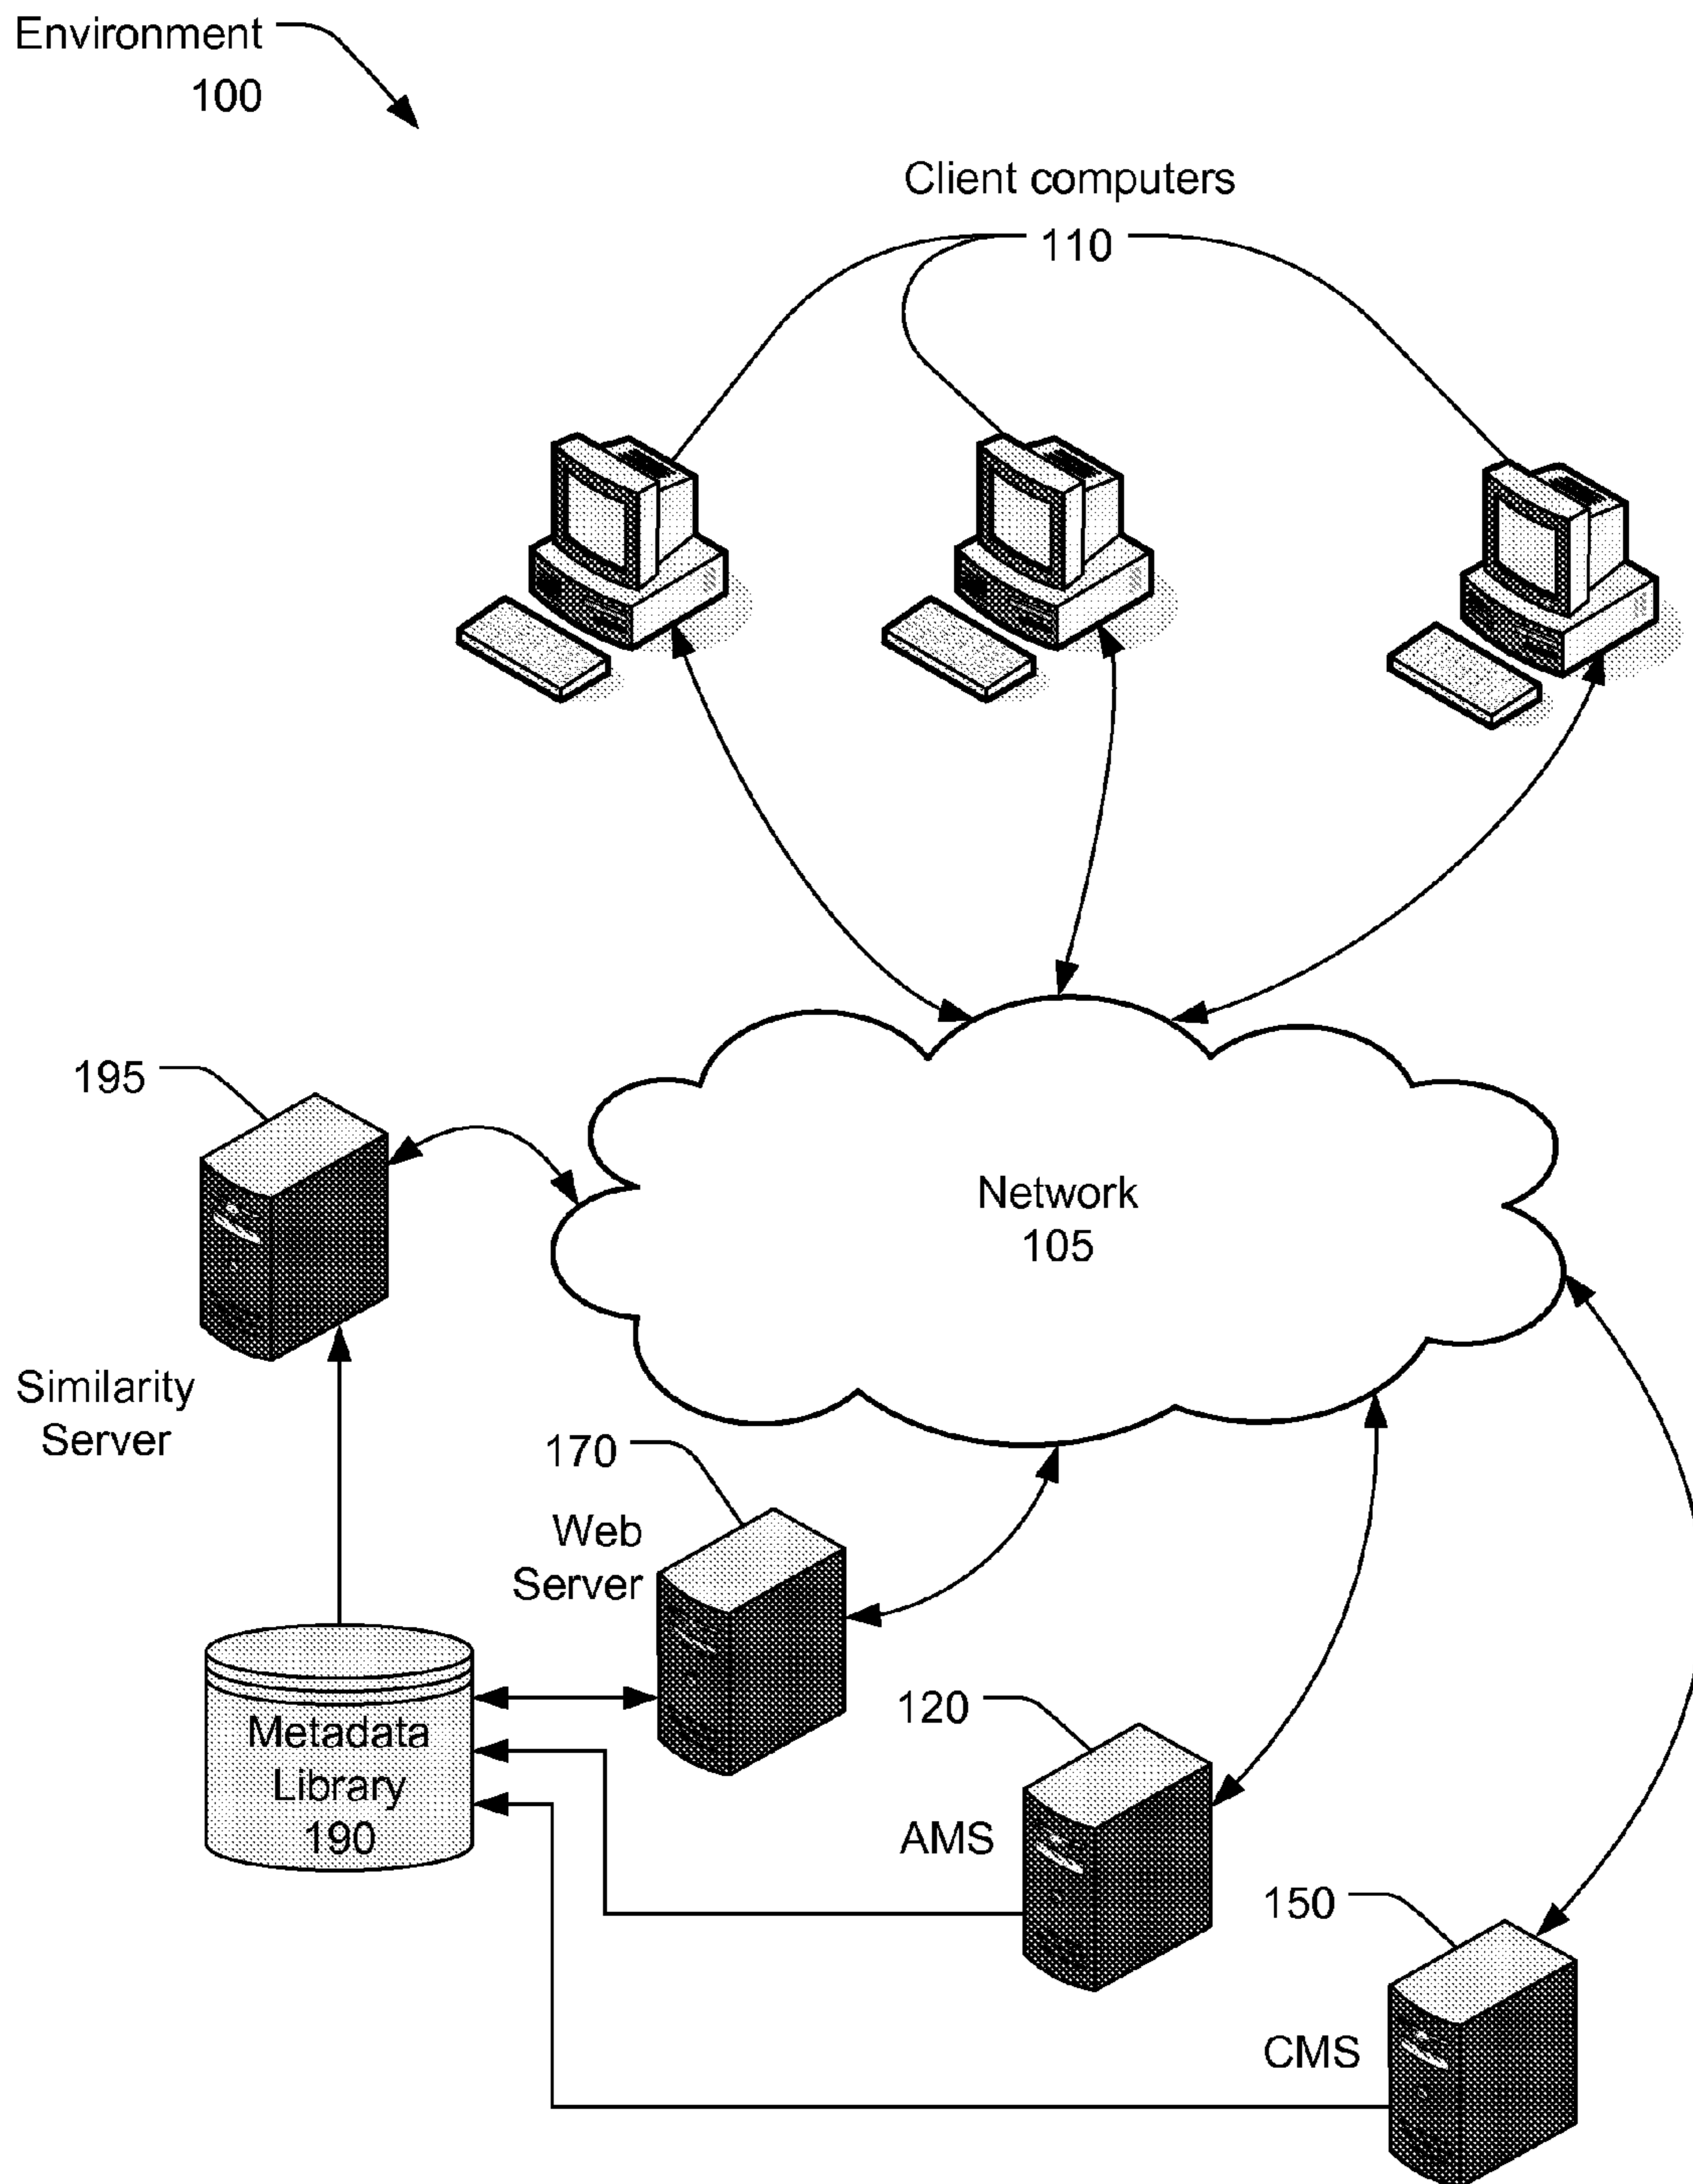 Environment
100
Client computers
110
195
Network
105
Similarity
Server
170
Web
Server
Metadata
Library
190
120
AMS
150
CMS